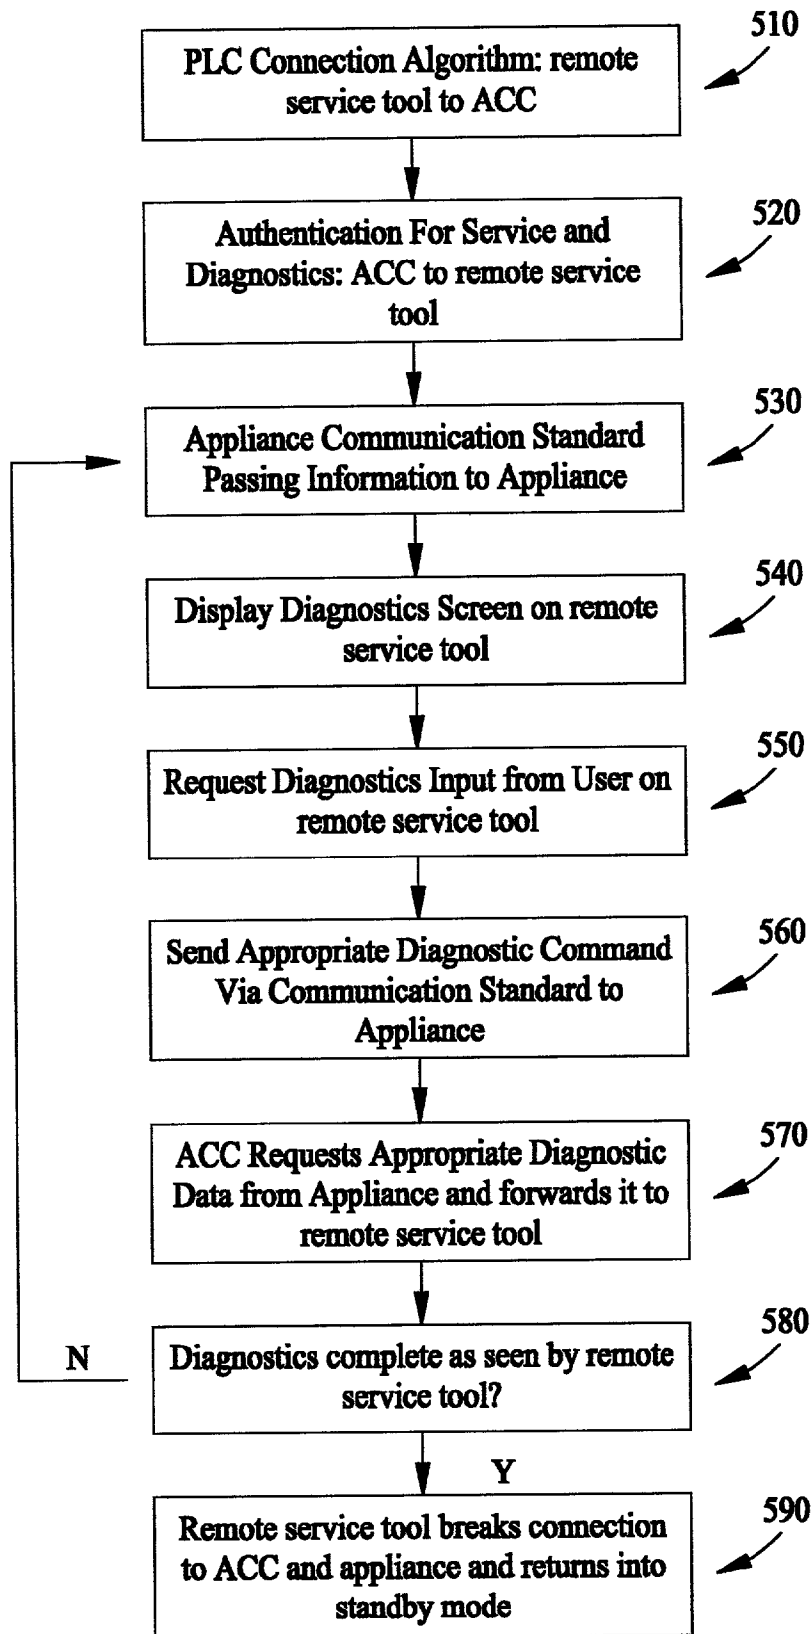 510
PLC Connection Algorithm: remote
service tool to ACC
520
Authentication For Service and
Diagnostics: ACC to remote service
tool
530
Appliance Communication Standard
Passing Information to Appliance
540
Display Diagnostics Screen on remote
service tool
550
Request Diagnostics Input from User on
remote service tool
560
Send Appropriate Diagnostic Command
Via Communication Standard to
Appliance
570
ACC Requests Appropriate Diagnostic
Data from Appliance and forwards it to
remote service tool
580
N
Diagnostics complete as seen by remote
service tool?
Y
590
Remote service tool breaks connection
to ACC and appliance and returns into
standby mode